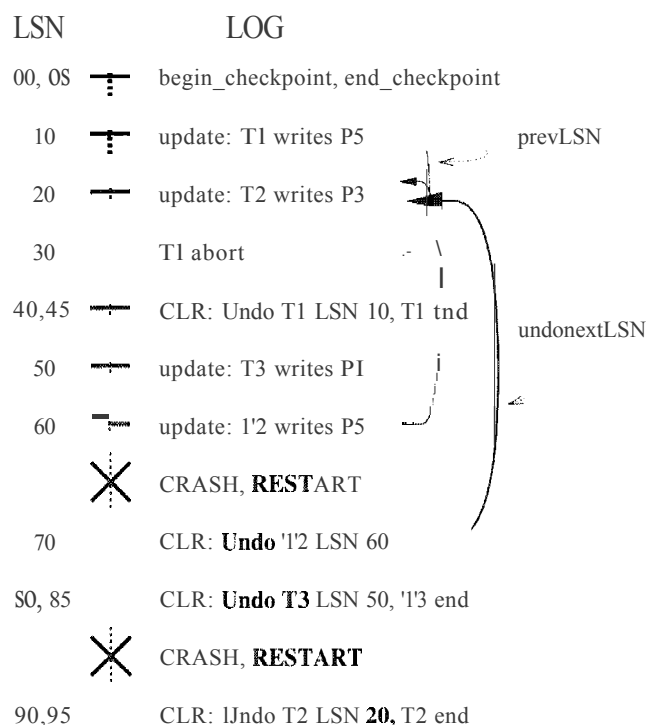 LSN LOG
00, 0S begin_checkpoint, end_checkpoint
10 update: T1 writes P5
prevLSN
20 update: T2 writes P3
30 T1 abort
40,45 CLR: Undo T1 LSN 10, T1 tnd
undonextLSN
50 update: T3 writes PI
60 update: 1'2 writes P5
CRASH, RESTART
70 CLR: Undo '1'2 LSN 60
S0, 85 CLR: Undo T3 LSN 50, '1'3 end
CRASH, RESTART
90,95 CLR: lJndo T2 LSN 20, T2 end